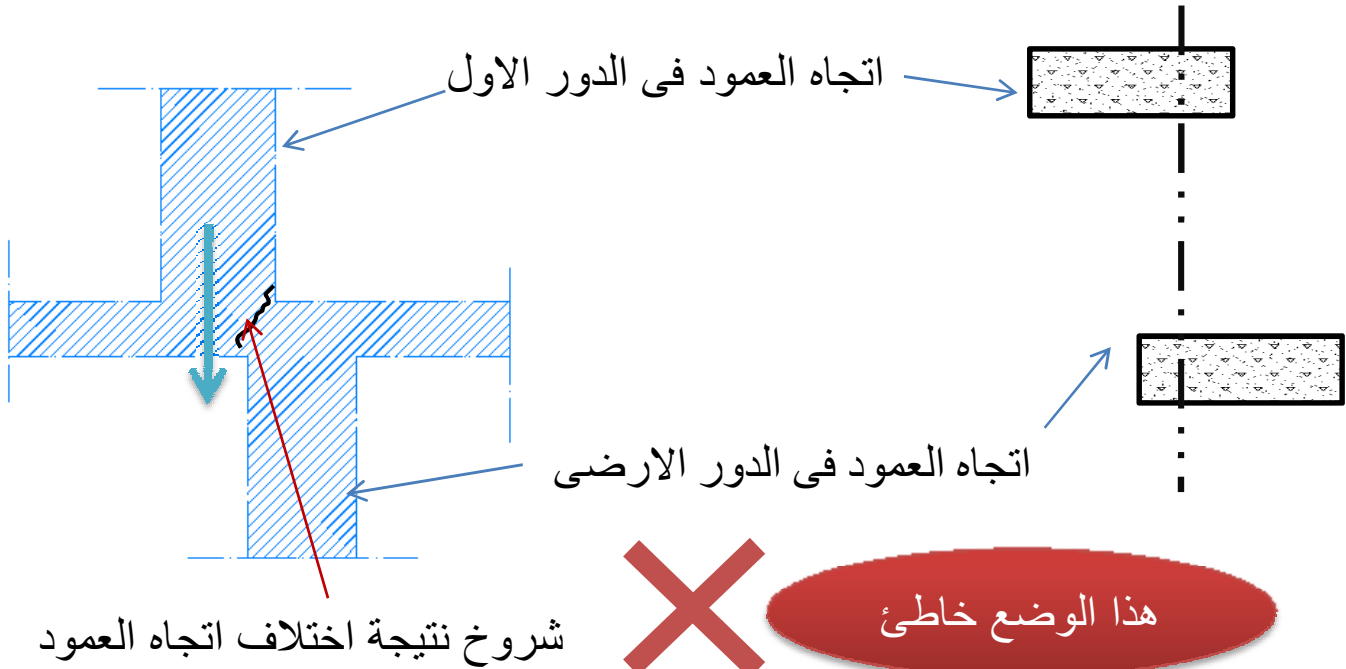 اتجاه العمود فى الدور الاول
اتجاه العمود فى الدور الارضى
هذا الوضع خاطئ
شروخ نتيجة اختلاف اتجاه العمود